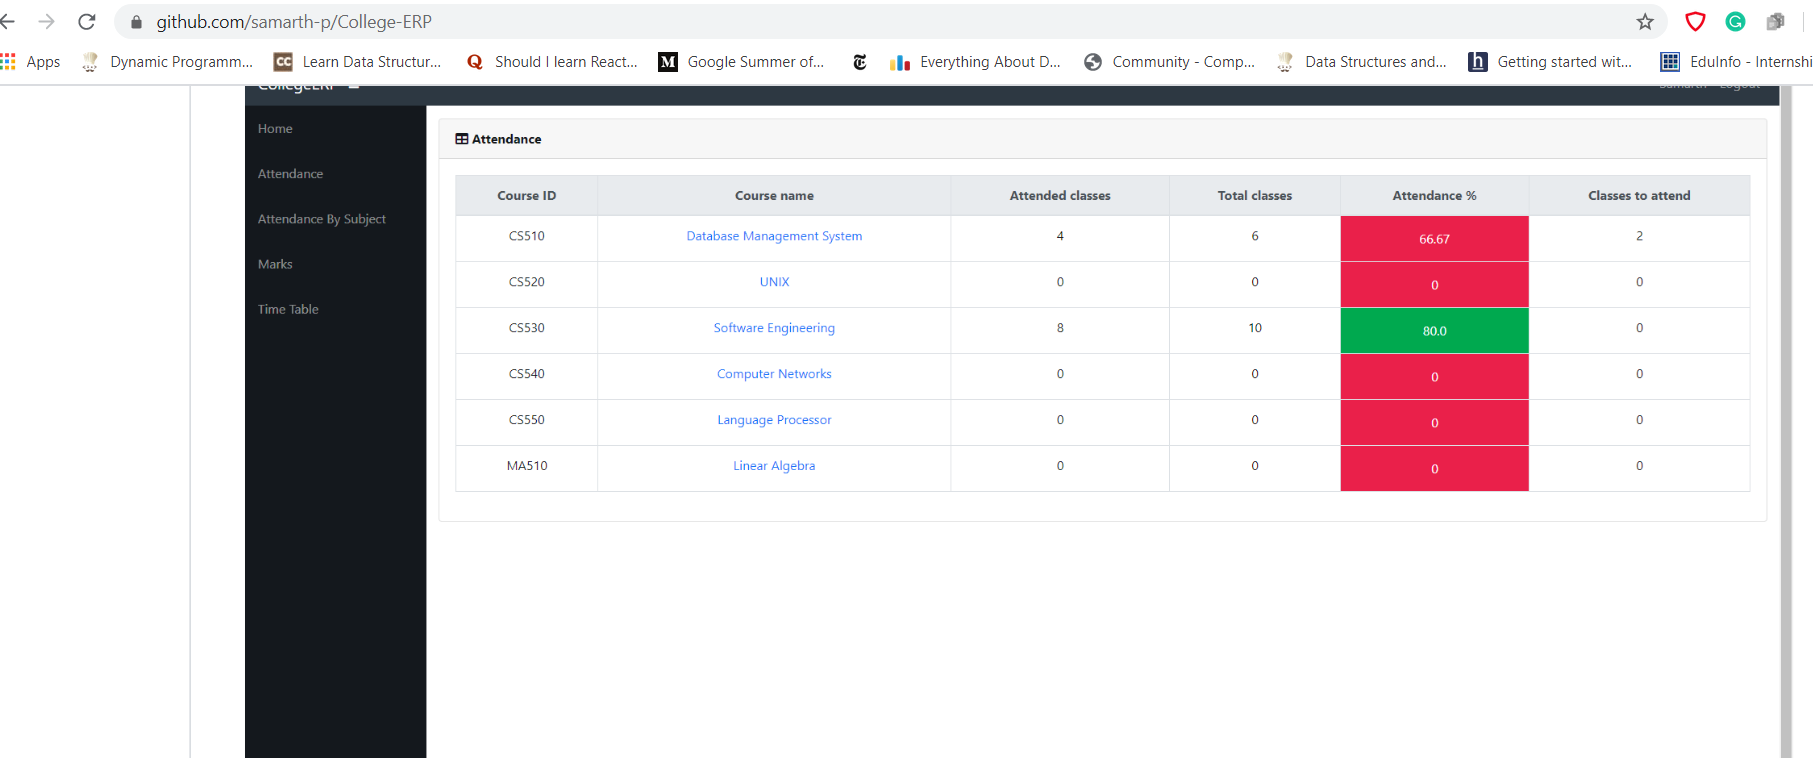 github.com/samarth-p/College-ERP
Apps Dynamic Programm... Learn Data Structur... Should I learn React... Google Summer of... Everything About D... Community - Comp... Data Structures and... Getting started wit... EduInfo - Internshi
CollegeERP Samarth Logout
Home
Attendance
Attendance By Subject
Marks
Time Table
Attendance
Course ID Course name Attended classes Total classes Attendance % Classes to attend
CS510 Database Management System 4 6 66.67 2
CS520 UNIX 0 0 0 0
CS530 Software Engineering 8 10 80.0 0
CS540 Computer Networks 0 0 0 0
CS550 Language Processor 0 0 0 0
MA510 Linear Algebra 0 0 0 0